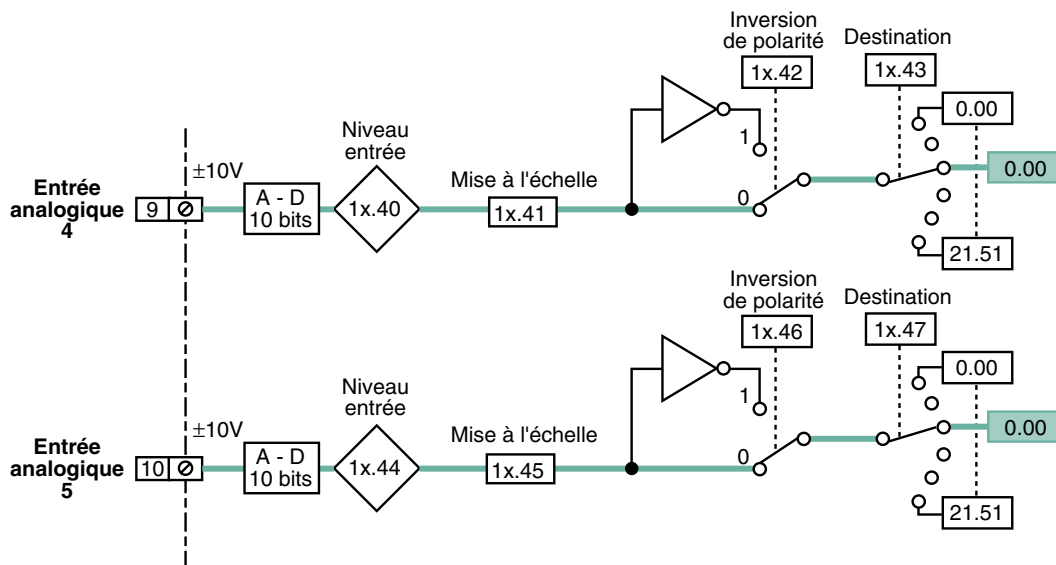 Inversion
de polarité
Destination
1x.42
1x.43
0.00
1
Niveau
entrée
±10V
Mise à l'échelle
Entrée
analogique
4
9
A - D
10 bits
1x.40
1x.41
0
0.00
21.51
Inversion
de polarité
Destination
1x.46
1x.47
0.00
1
Niveau
entrée
±10V
Mise à l'échelle
Entrée
analogique
5
10
A - D
10 bits
1x.44
1x.45
0
0.00
21.51